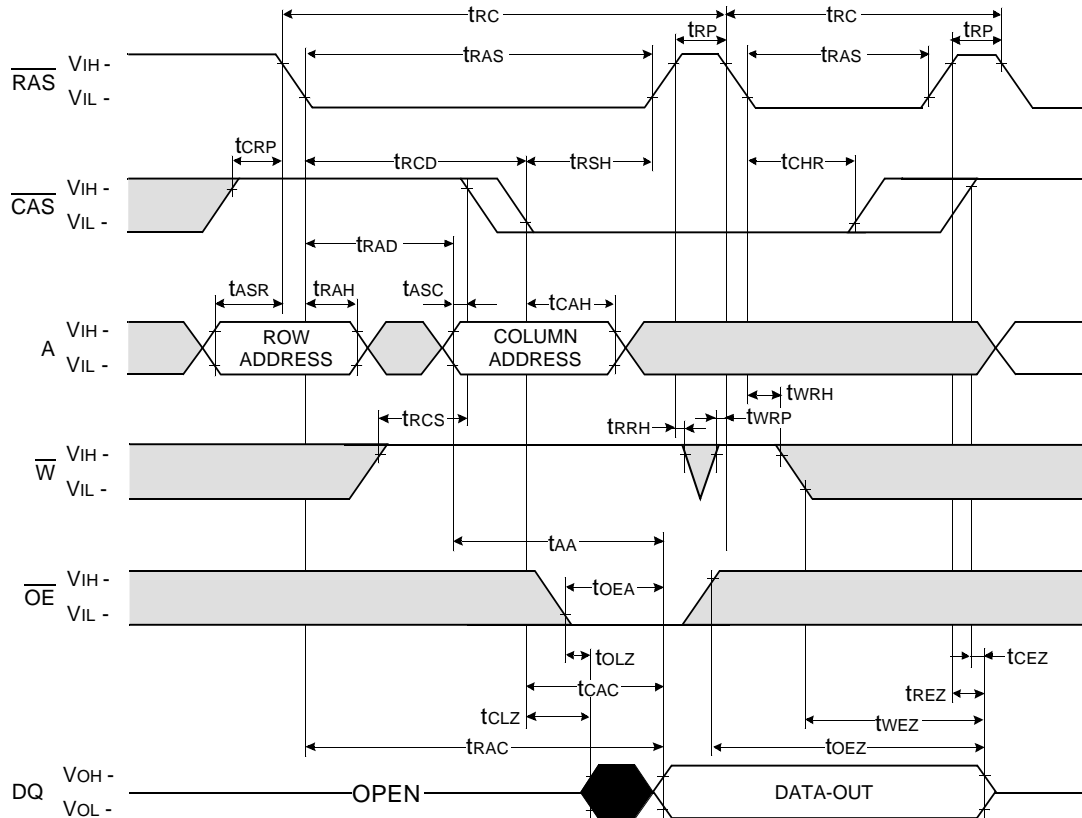 tRC tRC
tRP tRP
tRAS tRAS
RAS VIH -
VIL -
tCRP tRCD tRSH tCHR
CAS VIH -
VIL -
tRAD
tASR tRAH tASC tCAH
A VIH -
VIL -
ROW
ADDRESS
COLUMN
ADDRESS
tWRH
tRCS tRRH tWRP
W VIH -
VIL -
tAA
OE VIH -
VIL -
tOEA
tOLZ tCEZ
tCAC tREZ
tCLZ tWEZ
tRAC tOEZ
DQ VOH -
VOL -
OPEN DATA-OUT